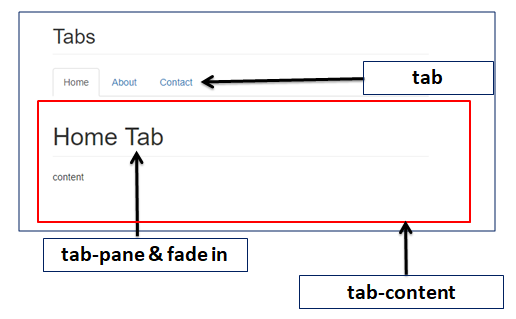 Tabs
Home About Contact
tab
Home Tab
content
tab-pane & fade in
tab-content